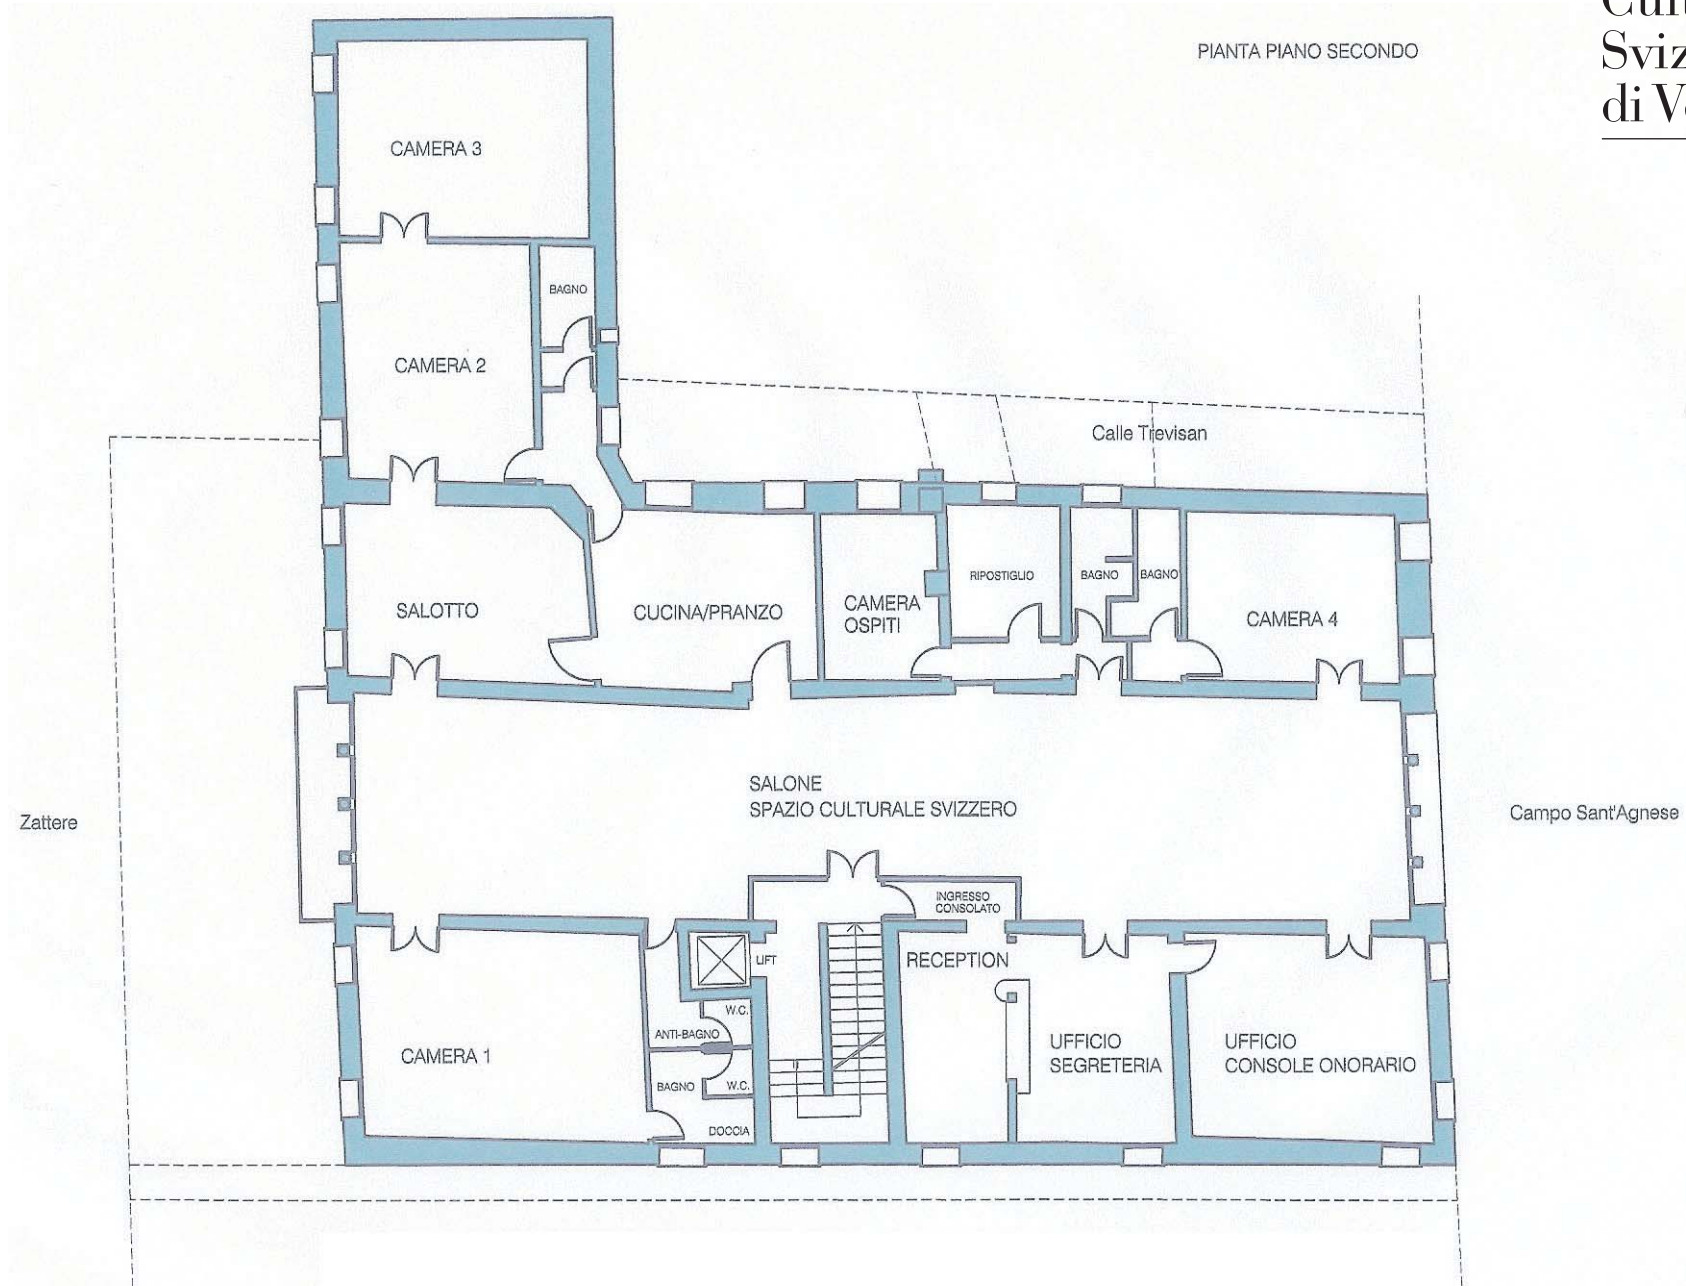 PIANTA PIANO SECONDO
Sviz
di V
CAMERA 3
BAGNO
CAMERA 2
Calle Trevisan
SALOTTO
CUCINA/PRANZO
CAMERA
OSPITI
RIPOSTIGLIO
BAGNO
BAGNO
CAMERA 4
SALONE
SPAZIO CULTURALE SVIZZERO
Zattere
Campo Sant'Agnese
INGRESSO
CONSOLATO
LIFT
RECEPTION
W.C.
ANTI-BAGNO
CAMERA 1
UFFICIO
SEGRETERIA
UFFICIO
CONSOLE ONORARIO
BAGNO
W.C.
DOCCIA